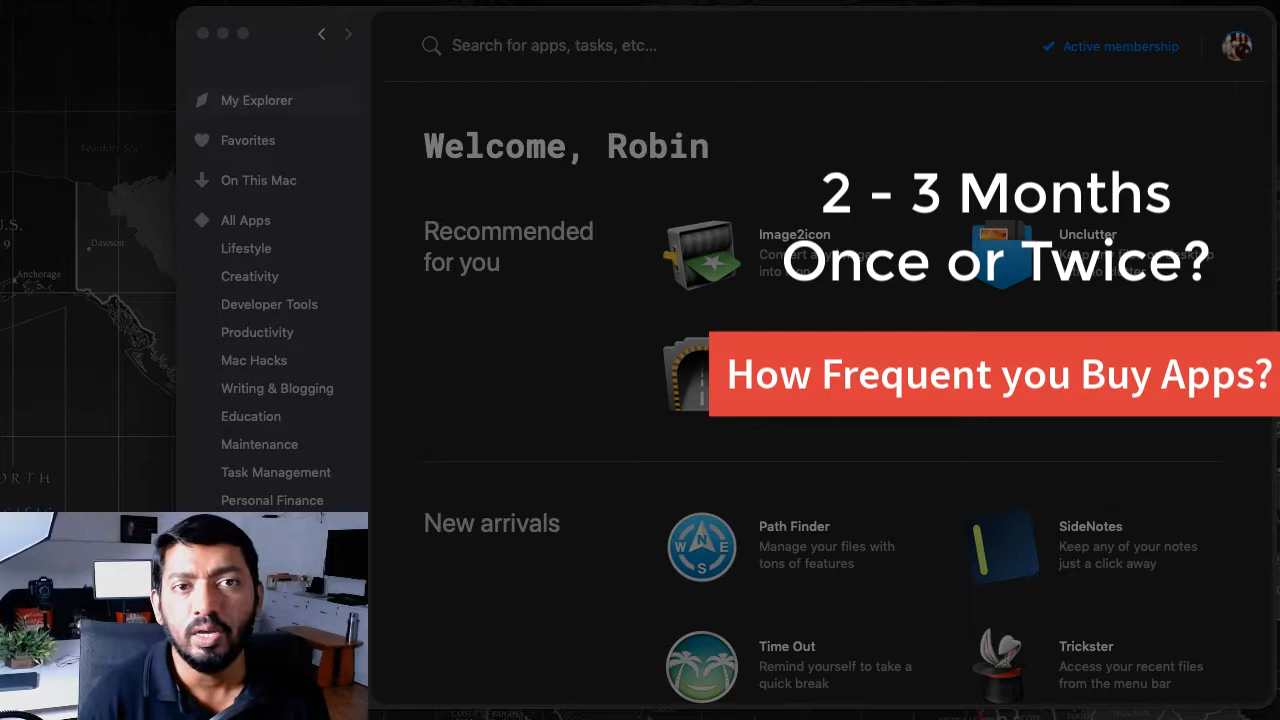 Search for apps, tasks, etc...
Active membership
My Explorer
Favorites
On This Mac
All Apps
Lifestyle
Creativity
Developer Tools
Productivity
Mac Hacks
Writing & Blogging
Education
Maintenance
Task Management
Personal Finance
Welcome, Robin
2 - 3 Months
Once or Twice?
How Frequent you Buy Apps?
Recommended
for you
Image2icon
Unclutter
New arrivals
Path Finder
Manage your files with
tons of features
SideNotes
Keep any of your notes
just a click away
Time Out
Remind yourself to take a
quick break
Trickster
Access your recent files
from the menu bar
Dawson
Anchorage